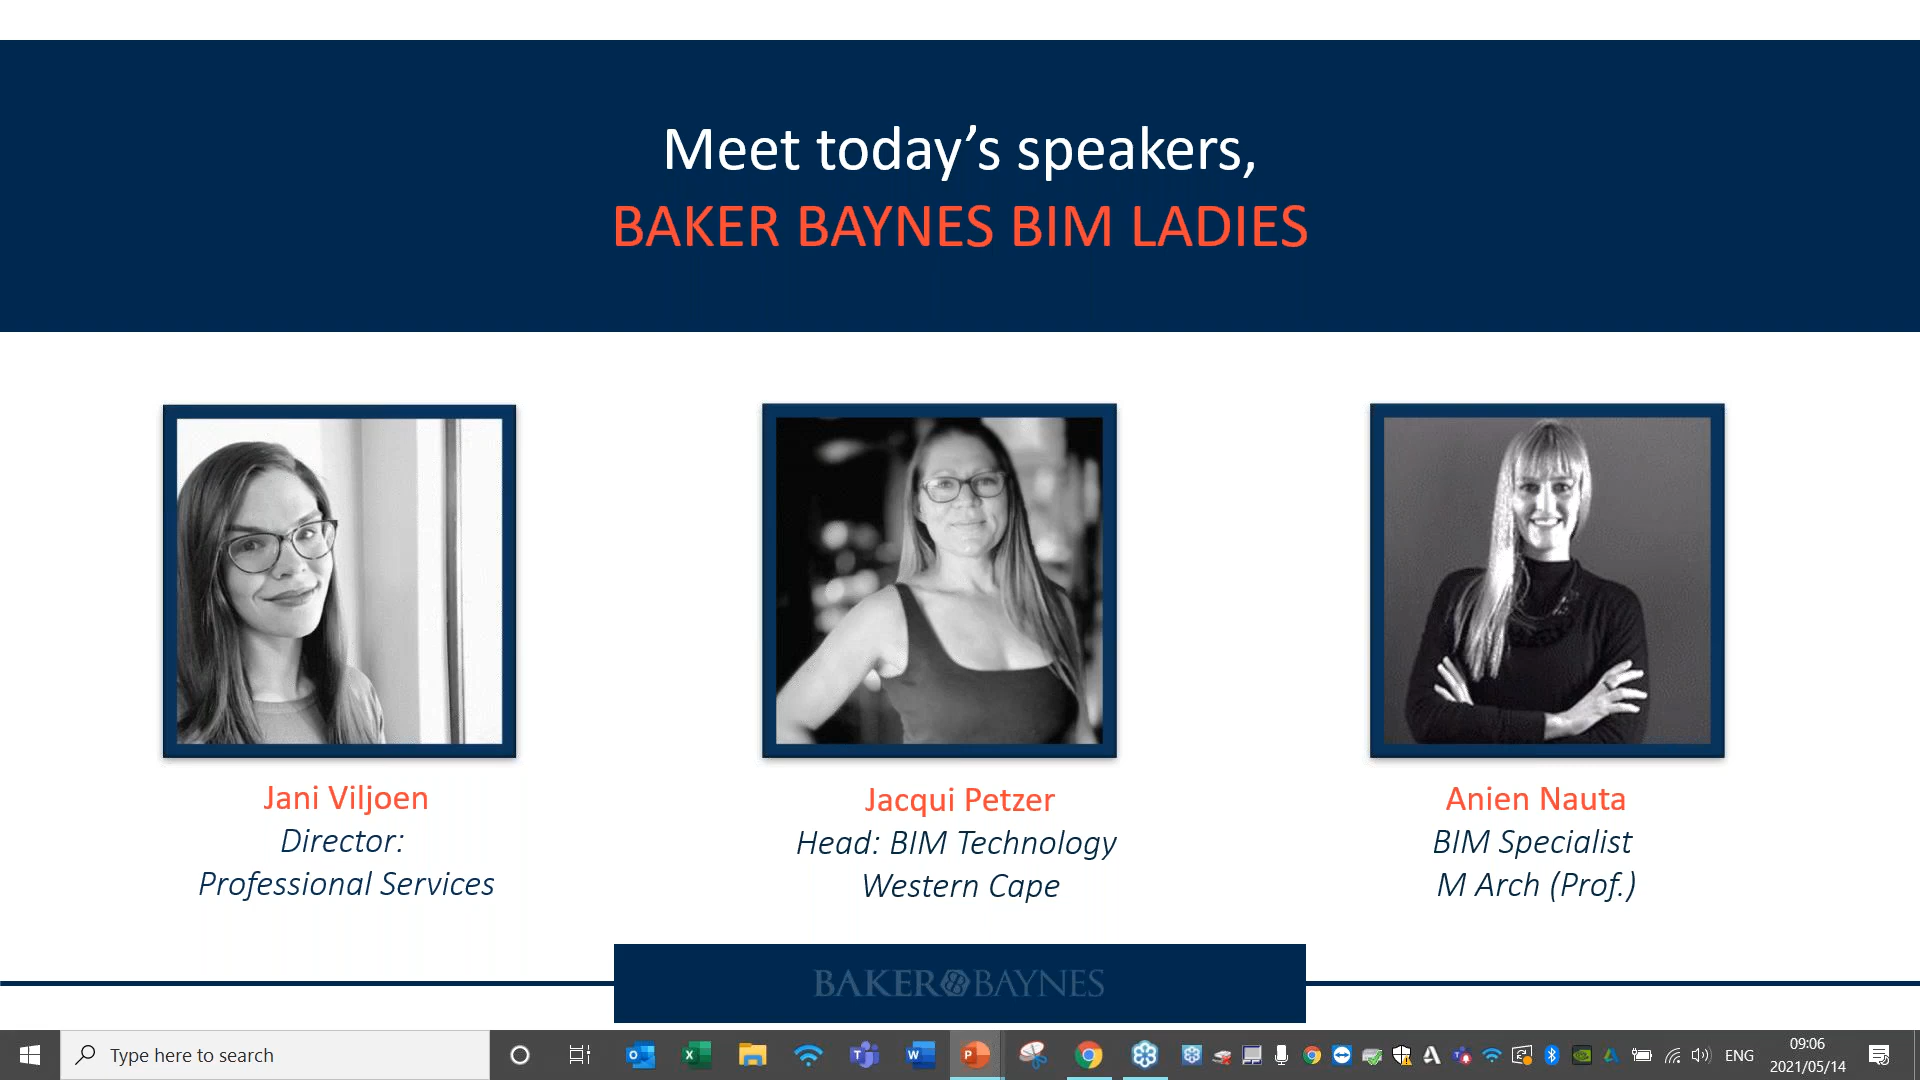 Meet today’s speakers,
BAKER BAYNES BIM LADIES
Jani Viljoen
Director:
Professional Services
Jacqui Petzer
Head: BIM Technology
Western Cape
Anien Nauta
BIM Specialist
M Arch (Prof.)
BAKER BAYNES
Type here to search
ENG
09:06
2021/05/14